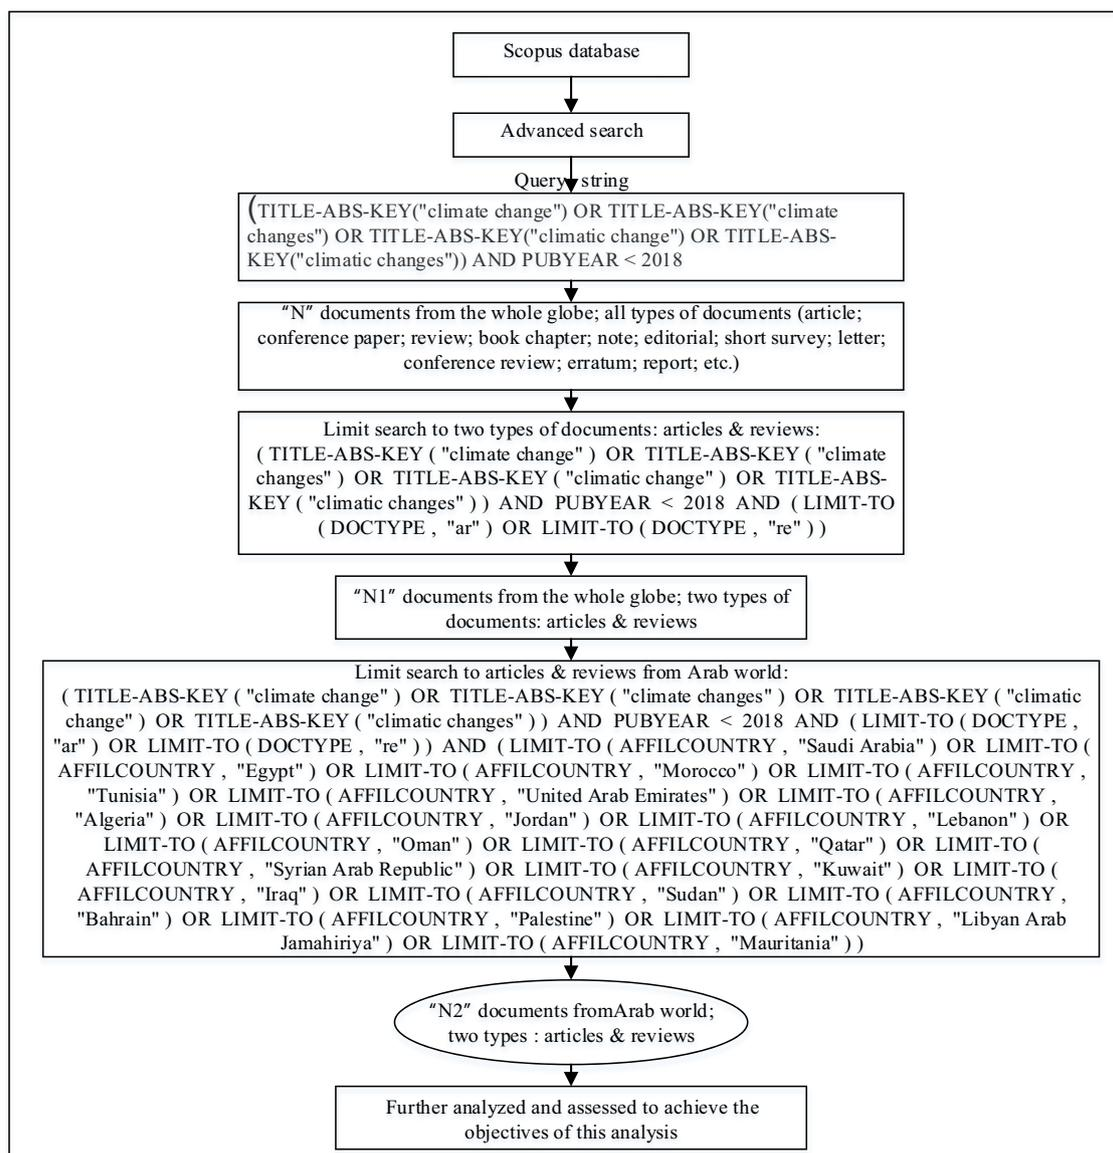 Scopus database
Advanced search
Query string
(TITLE-ABS-KEY("climate change") OR TITLE-ABS-KEY("climate
changes") OR TITLE-ABS-KEY("climatic change") OR TITLE-ABS-
KEY("climatic changes")) AND PUBYEAR < 2018
"N" documents from the whole globe; all types of documents (article;
conference paper; review; book chapter; note; editorial; short survey; letter;
conference review; erratum; report; etc.)
Limit search to two types of documents: articles & reviews:
( TITLE-ABS-KEY ( "climate change" ) OR TITLE-ABS-KEY ( "climate
changes" ) OR TITLE-ABS-KEY ( "climatic change" ) OR TITLE-ABS-
KEY ( "climatic changes" ) ) AND PUBYEAR < 2018 AND ( LIMIT-TO
( DOCTYPE , "ar" ) OR LIMIT-TO ( DOCTYPE , "re" ) )
"N1" documents from the whole globe; two types of
documents: articles & reviews
Limit search to articles & reviews from Arab world:
( TITLE-ABS-KEY ( "climate change" ) OR TITLE-ABS-KEY ( "climate changes" ) OR TITLE-ABS-KEY ( "climatic
change" ) OR TITLE-ABS-KEY ( "climatic changes" ) ) AND PUBYEAR < 2018 AND ( LIMIT-TO ( DOCTYPE ,
"ar" ) OR LIMIT-TO ( DOCTYPE , "re" ) ) AND ( LIMIT-TO ( AFFILCOUNTRY , "Saudi Arabia" ) OR LIMIT-TO (
AFFILCOUNTRY , "Egypt" ) OR LIMIT-TO ( AFFILCOUNTRY , "Morocco" ) OR LIMIT-TO ( AFFILCOUNTRY ,
"Tunisia" ) OR LIMIT-TO ( AFFILCOUNTRY , "United Arab Emirates" ) OR LIMIT-TO ( AFFILCOUNTRY ,
"Algeria" ) OR LIMIT-TO ( AFFILCOUNTRY , "Jordan" ) OR LIMIT-TO ( AFFILCOUNTRY , "Lebanon" ) OR
LIMIT-TO ( AFFILCOUNTRY , "Oman" ) OR LIMIT-TO ( AFFILCOUNTRY , "Qatar" ) OR LIMIT-TO (
AFFILCOUNTRY , "Syrian Arab Republic" ) OR LIMIT-TO ( AFFILCOUNTRY , "Kuwait" ) OR LIMIT-TO (
AFFILCOUNTRY , "Iraq" ) OR LIMIT-TO ( AFFILCOUNTRY , "Sudan" ) OR LIMIT-TO ( AFFILCOUNTRY ,
"Bahrain" ) OR LIMIT-TO ( AFFILCOUNTRY , "Palestine" ) OR LIMIT-TO ( AFFILCOUNTRY , "Libyan Arab
Jamahiriya" ) OR LIMIT-TO ( AFFILCOUNTRY , "Mauritania" ) )
"N2" documents fromArab world;
two types : articles & reviews
Further analyzed and assessed to achieve the
objectives of this analysis